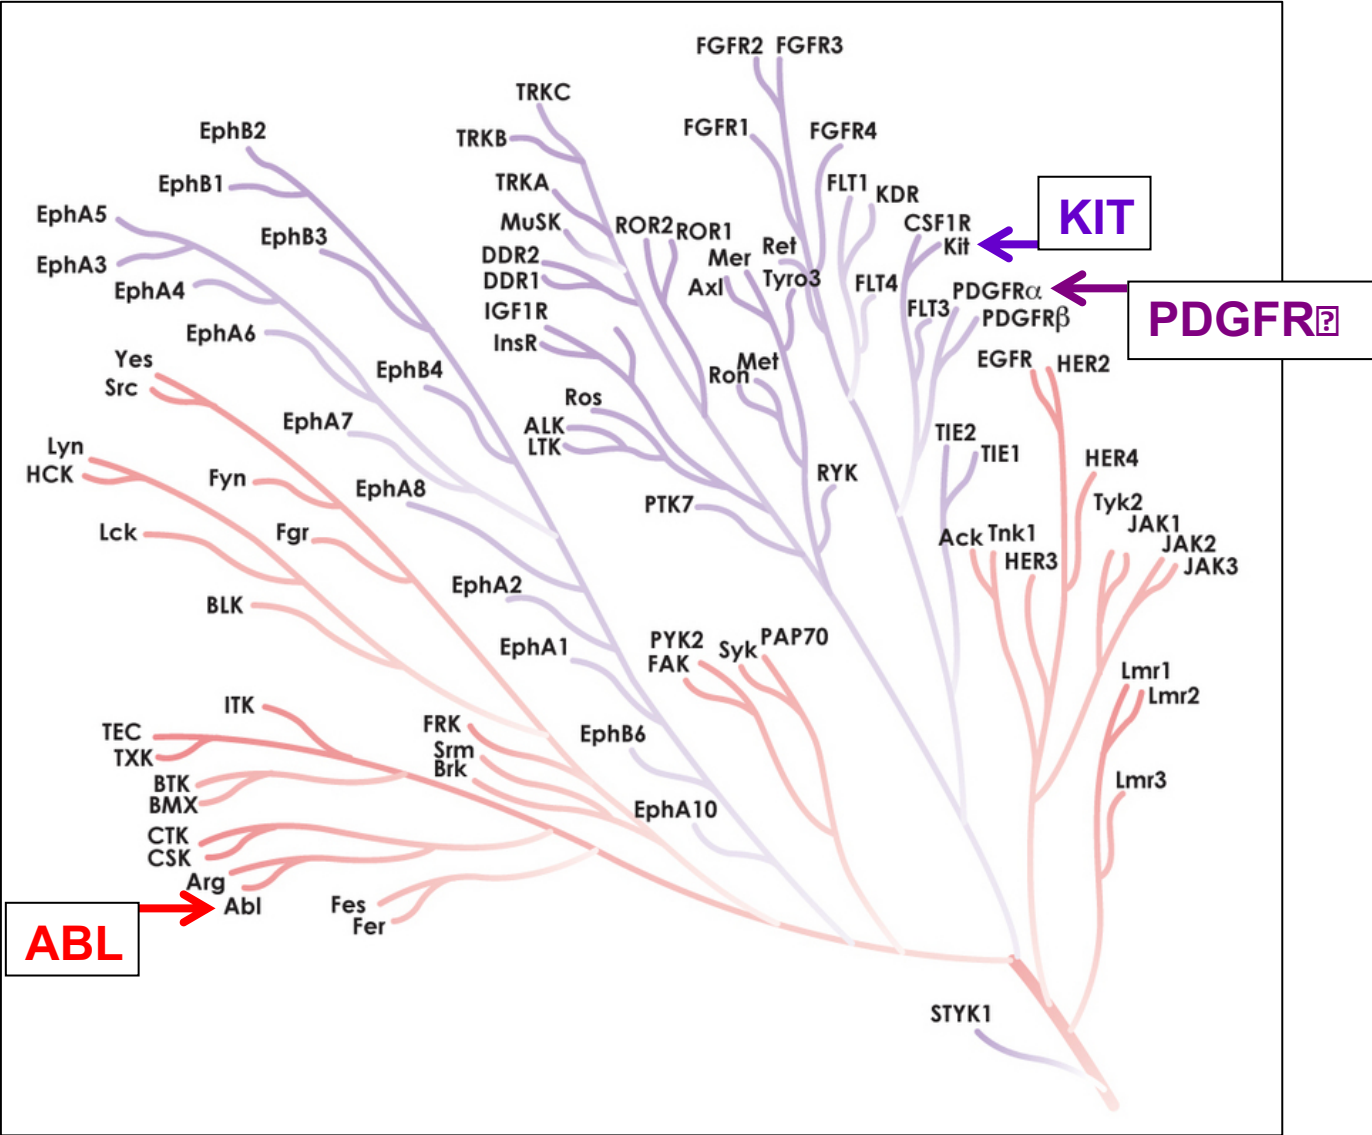 FGFR2 FGFR3
TRKC
FGFR1
FGFR4
EphB2
TRKB
EphB1
TRKA
FLT1
KDR
EphA5
MuSK
ROR2 ROR1
CSF1R
KIT
EphB3
Ret
Kit
DDR2
Mer
EphA3
DDR1
Tyro3
Axl
FLT4
EphA4
PDGFRα
IGF1R
FLT3
PDGFRβ
PDGFR
EphA6
InsR
Yes
EphB4
Met
EGFR
HER2
Src
Ron
Ros
EphA7
ALK
LTK
TIE2
TIE1
Lyn
HCK
Fyn
EphA8
RYK
HER4
PTK7
Tyk2
Lck
Fgr
Ack Tnk1
JAK1
JAK2
HER3
JAK3
EphA2
BLK
PYK2
PAP70
EphA1
Syk
FAK
Lmr1
Lmr2
ITK
TEC
FRK
EphB6
TXK
Srm
Brk
BTK
Lmr3
BMX
EphA10
CTK
CSK
Arg
Abl
Fes
ABL
Fer
STYK1